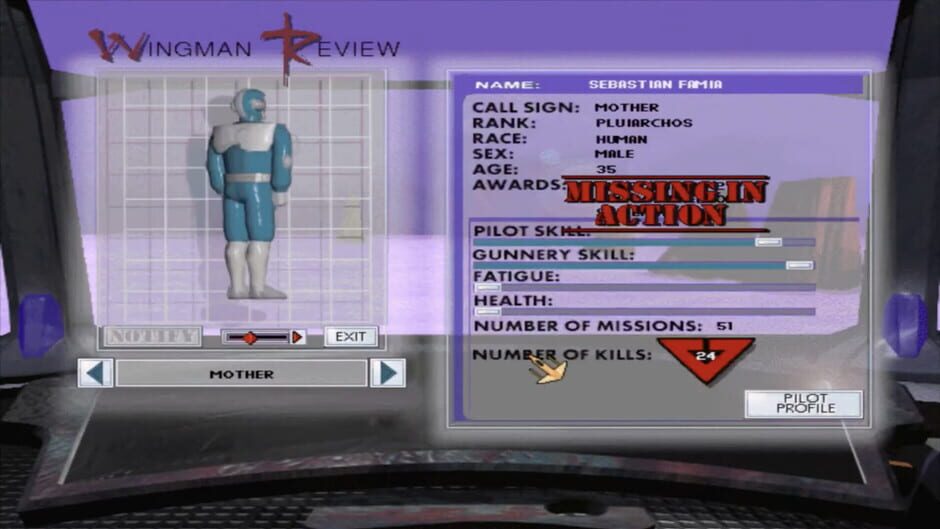 WINGMAN REVIEW
NAME: SEBASTIAN FAMIA
CALL SIGN: MOTHER
RANK: PLUIARCHOS
RACE: HUMAN
SEX: MALE
AGE: 35
AWARDS:
MISSING IN
ACTION
PILOT SKILL:
GUNNERY SKILL:
FATIGUE:
HEALTH:
NUMBER OF MISSIONS: 51
NUMBER OF KILLS: 24
NOTIFY
EXIT
MOTHER
PILOT
PROFILE